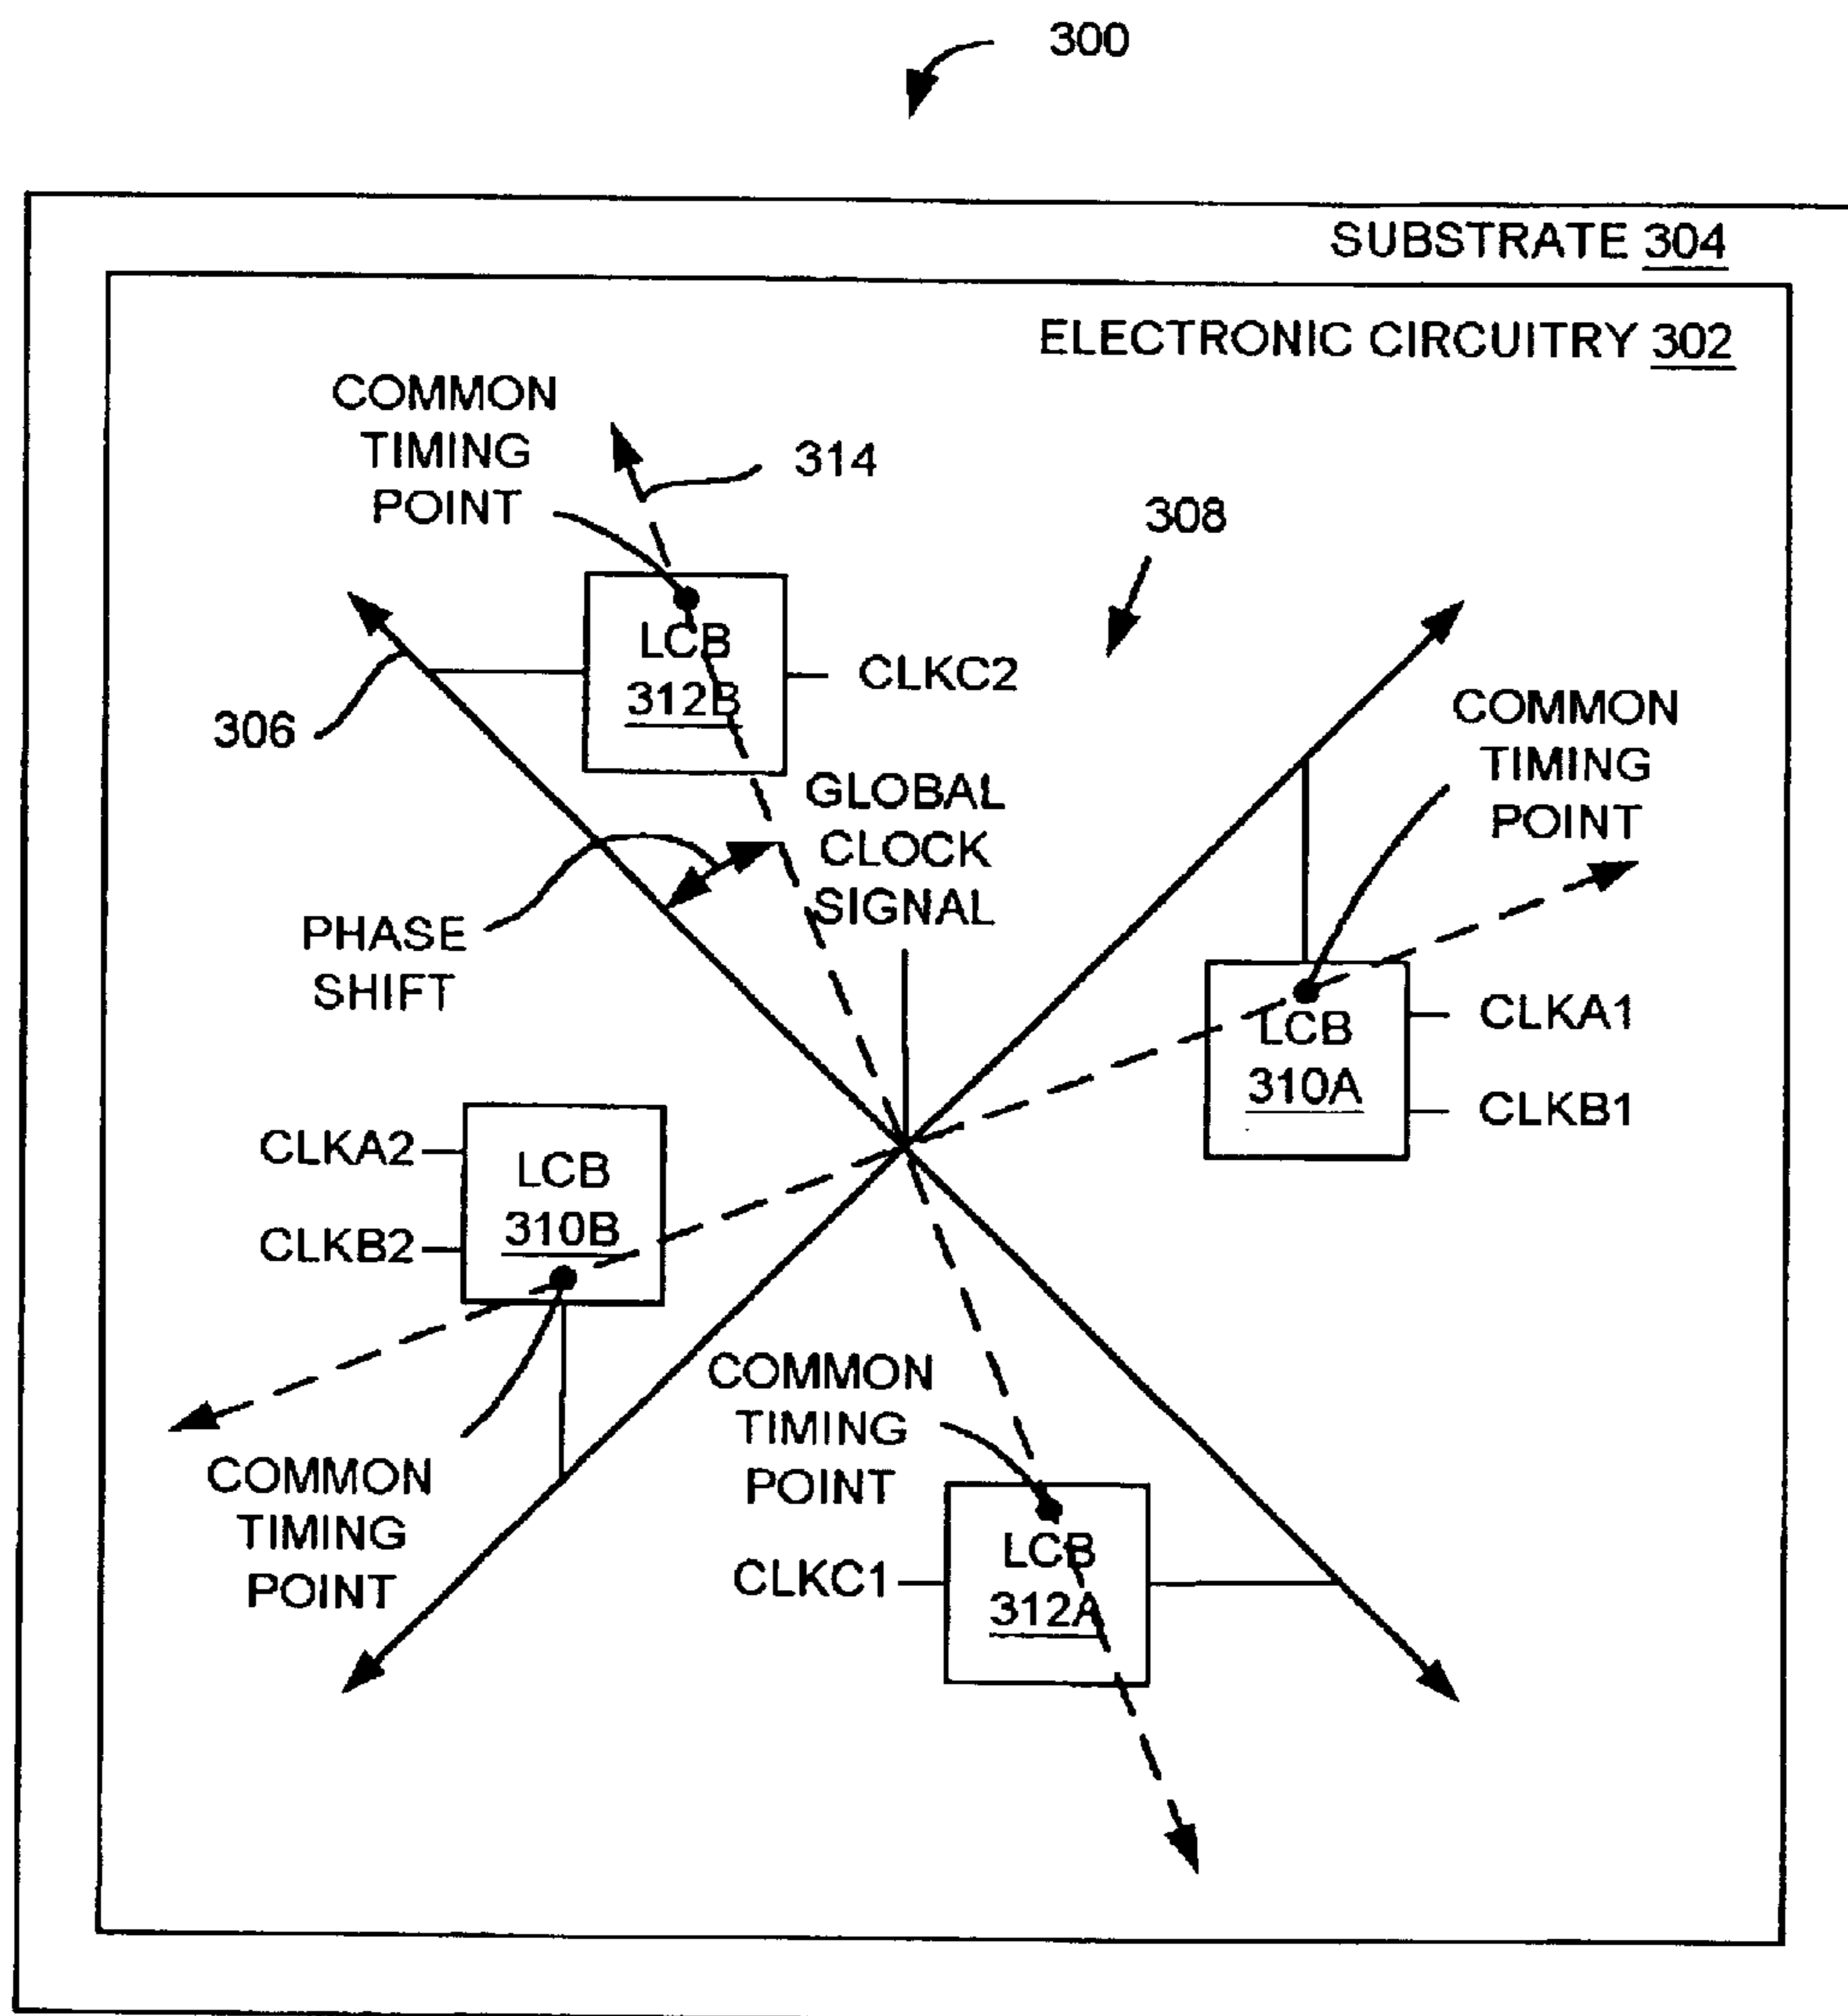 300
SUBSTRATE 304
ELECTRONIC CIRCUITRY 302
COMMON
TIMING
POINT
314
308
LCB
312B
CLKC2
306
COMMON
TIMING
POINT
GLOBAL
CLOCK
SIGNAL
PHASE
SHIFT
LCB
310A
CLKA1
CLKB1
CLKA2
CLKB2
LCB
310B
COMMON
TIMING
POINT
COMMON
TIMING
POINT
CLKC1
LCB
312A